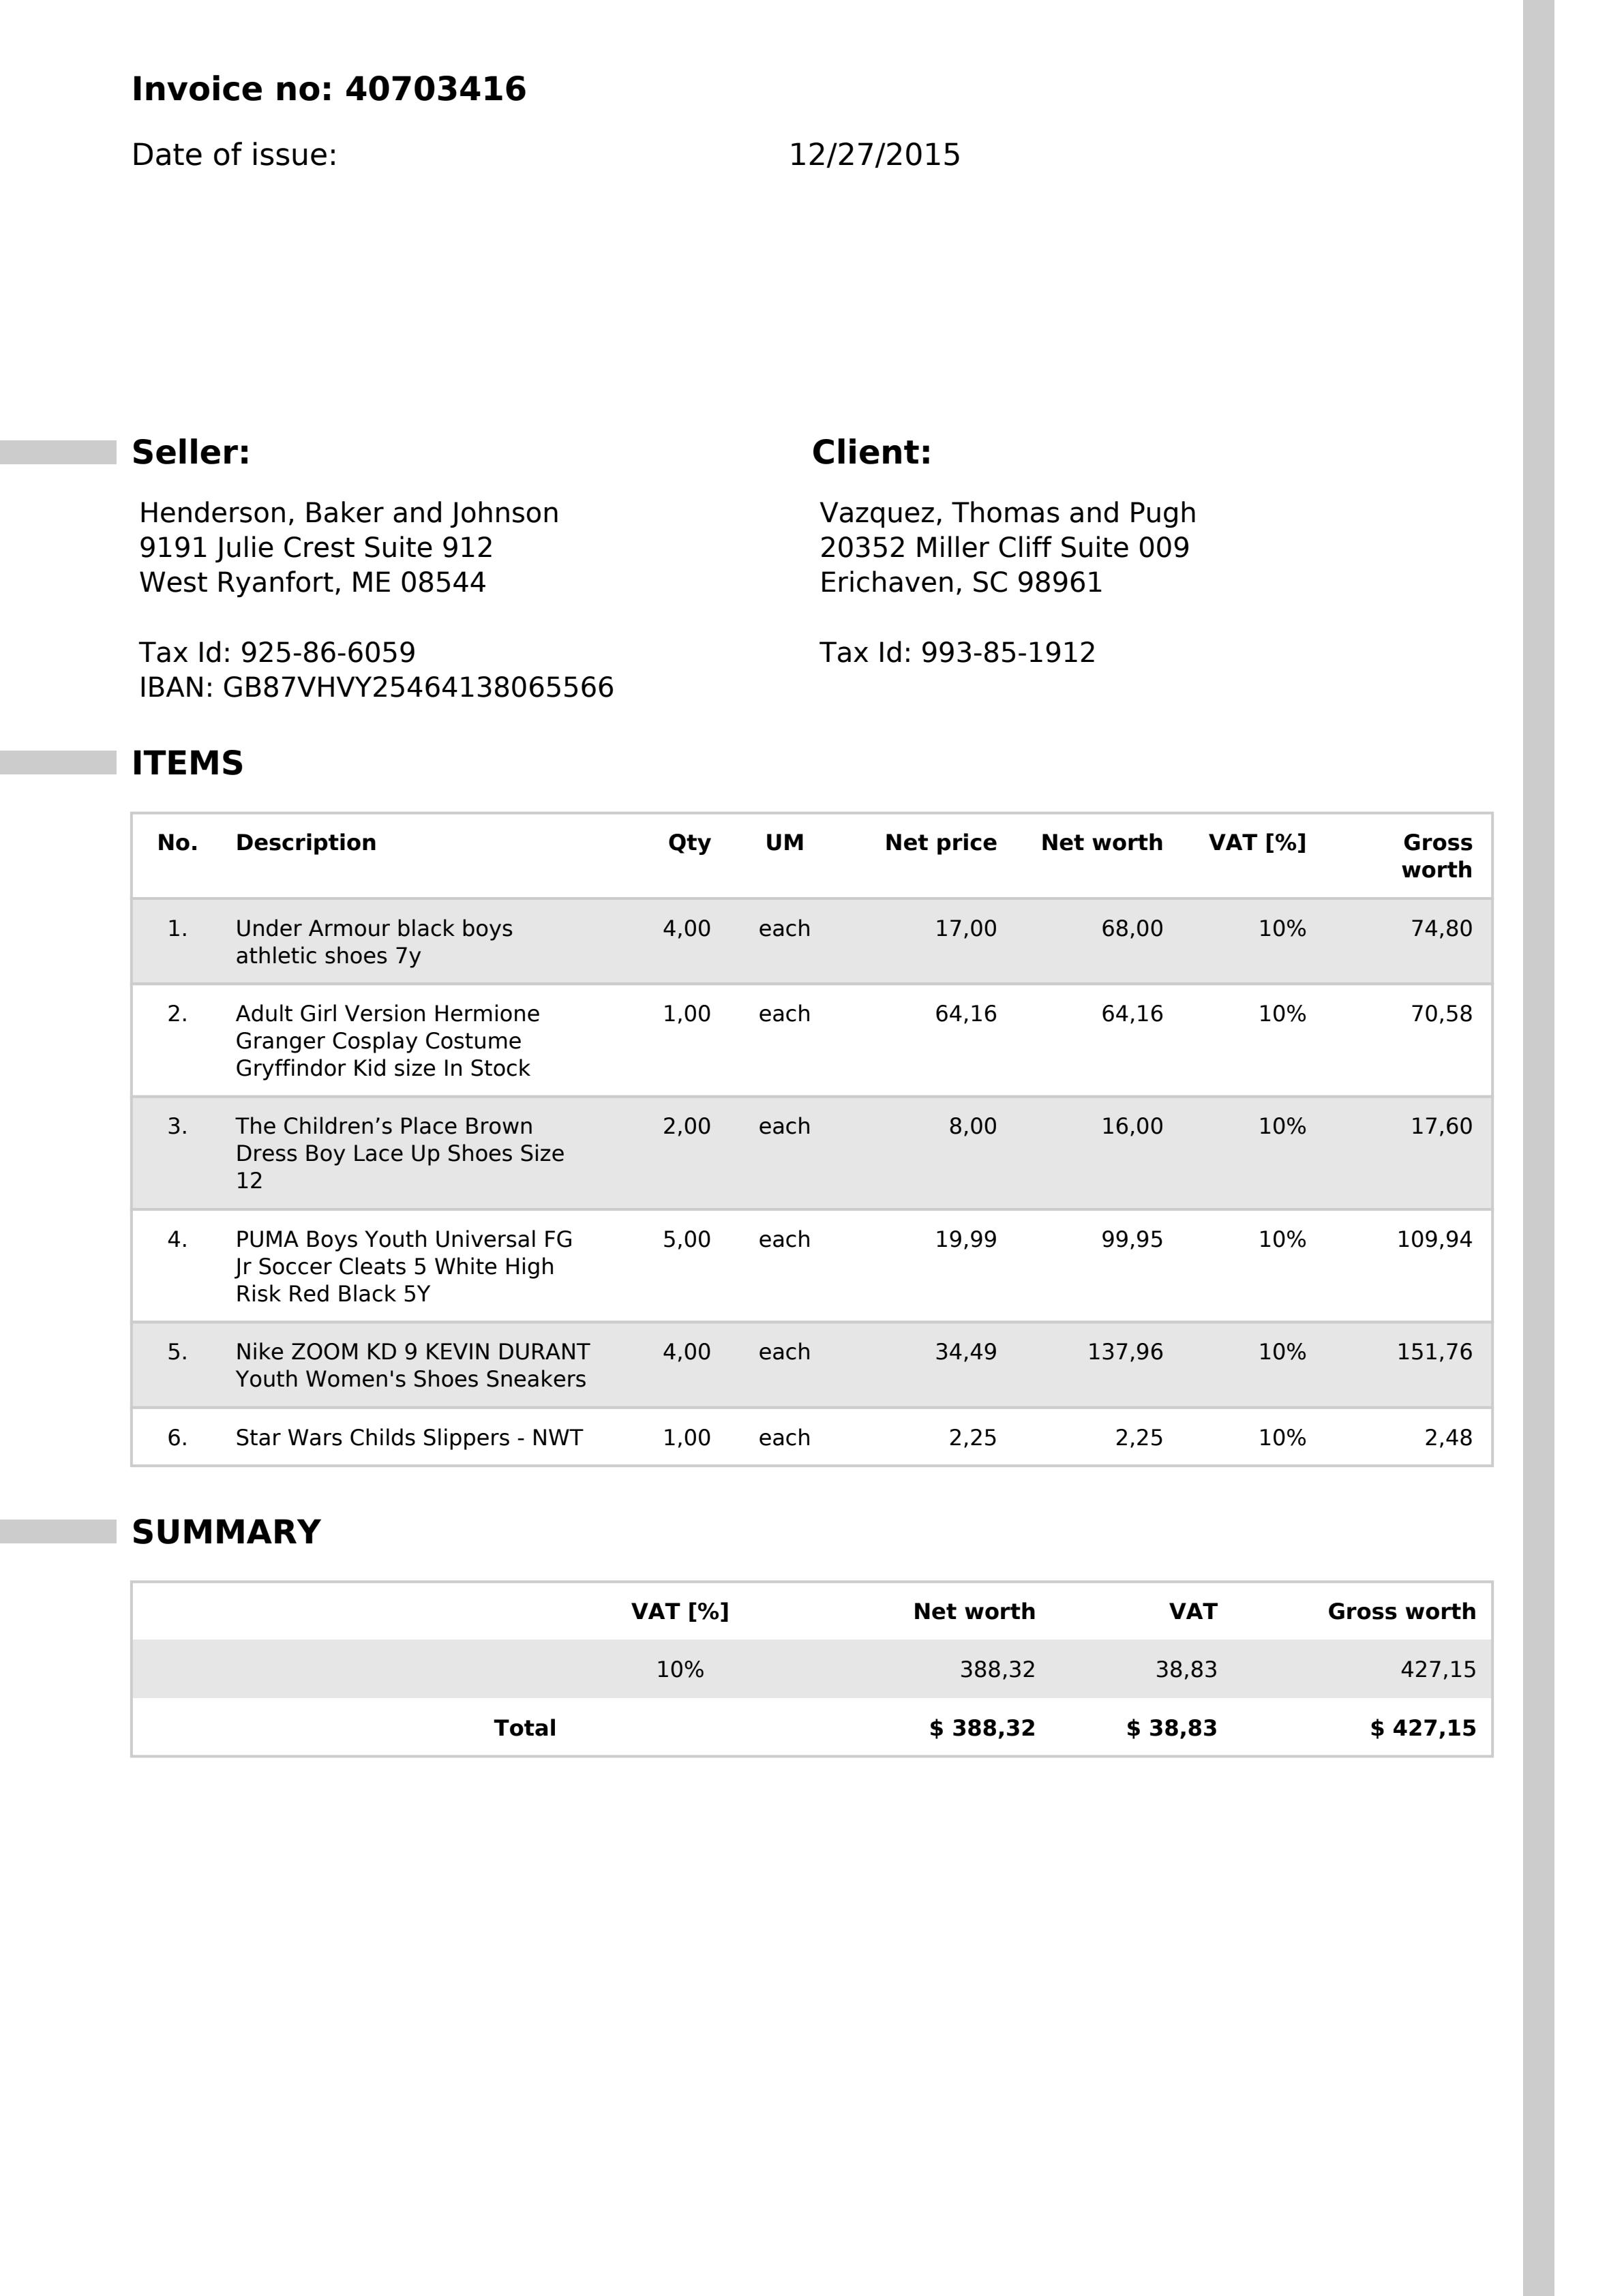 Invoice no: 40703416
Date of issue: 12/27/2015
Seller:
Henderson, Baker and Johnson
9191 Julie Crest Suite 912
West Ryanfort, ME 08544
Tax Id: 925-86-6059
IBAN: GB87VHVY25464138065566
Client:
Vazquez, Thomas and Pugh
20352 Miller Cliff Suite 009
Erichaven, SC 98961
Tax Id: 993-85-1912
ITEMS
No. Description Qty UM Net price Net worth VAT [%] Gross
worth
1. Under Armour black boys 4,00 each 17,00 68,00 10% 74,80
athletic shoes 7y
2. Adult Girl Version Hermione 1,00 each 64,16 64,16 10% 70,58
Granger Cosplay Costume
Gryffindor Kid size In Stock
3. The Children’s Place Brown 2,00 each 8,00 16,00 10% 17,60
Dress Boy Lace Up Shoes Size
12
4. PUMA Boys Youth Universal FG 5,00 each 19,99 99,95 10% 109,94
Jr Soccer Cleats 5 White High
Risk Red Black 5Y
5. Nike ZOOM KD 9 KEVIN DURANT 4,00 each 34,49 137,96 10% 151,76
Youth Women's Shoes Sneakers
6. Star Wars Childs Slippers - NWT 1,00 each 2,25 2,25 10% 2,48
SUMMARY
VAT [%] Net worth VAT Gross worth
10% 388,32 38,83 427,15
Total $ 388,32 $ 38,83 $ 427,15